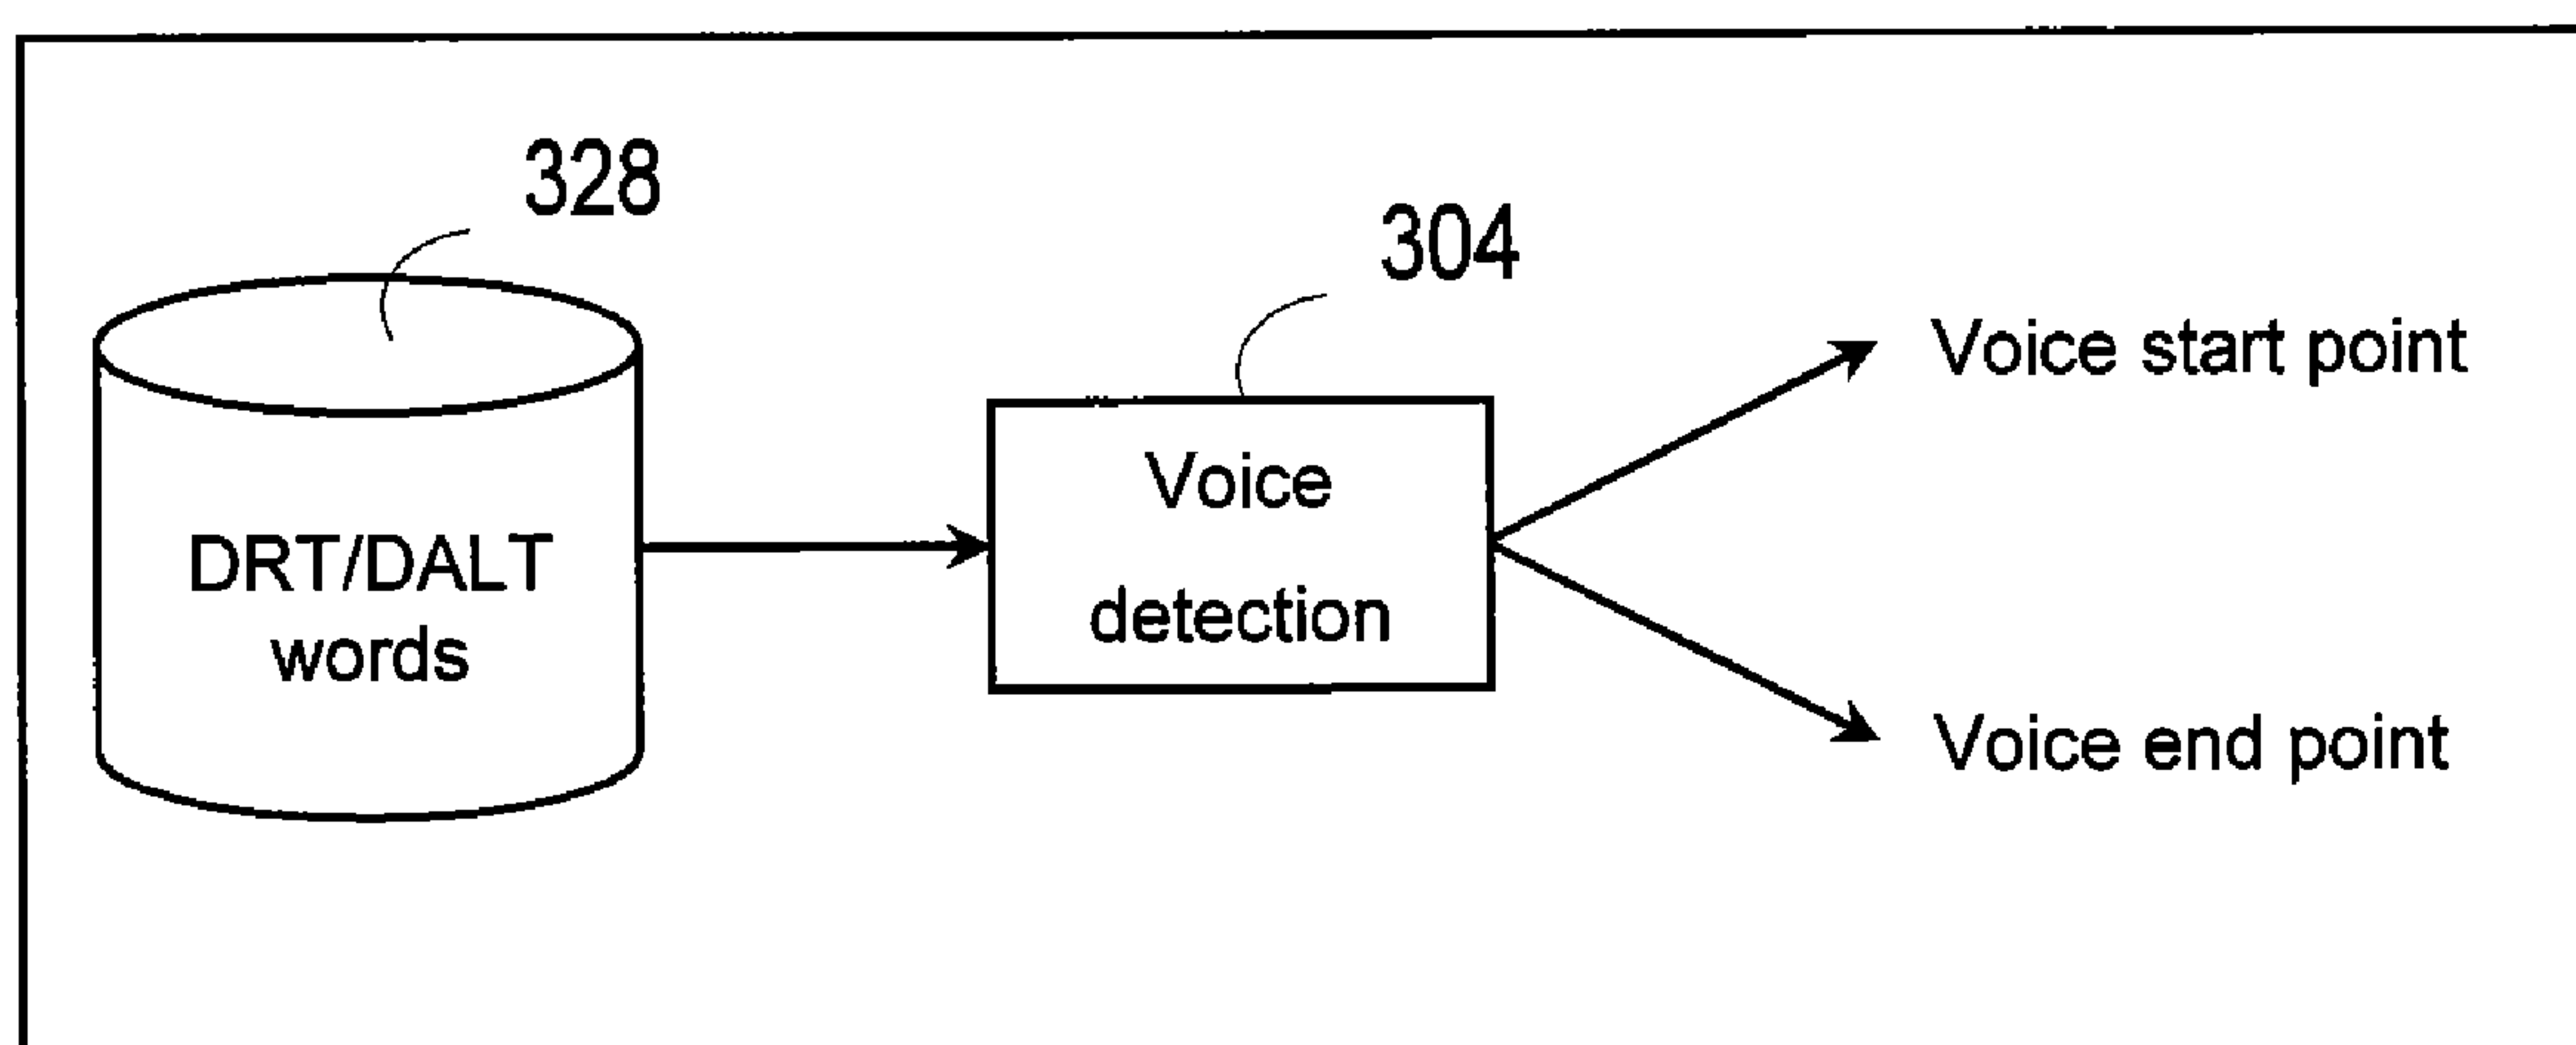 328
304
Voice start point
Voice
detection
DRT/DALT
words
Voice end point